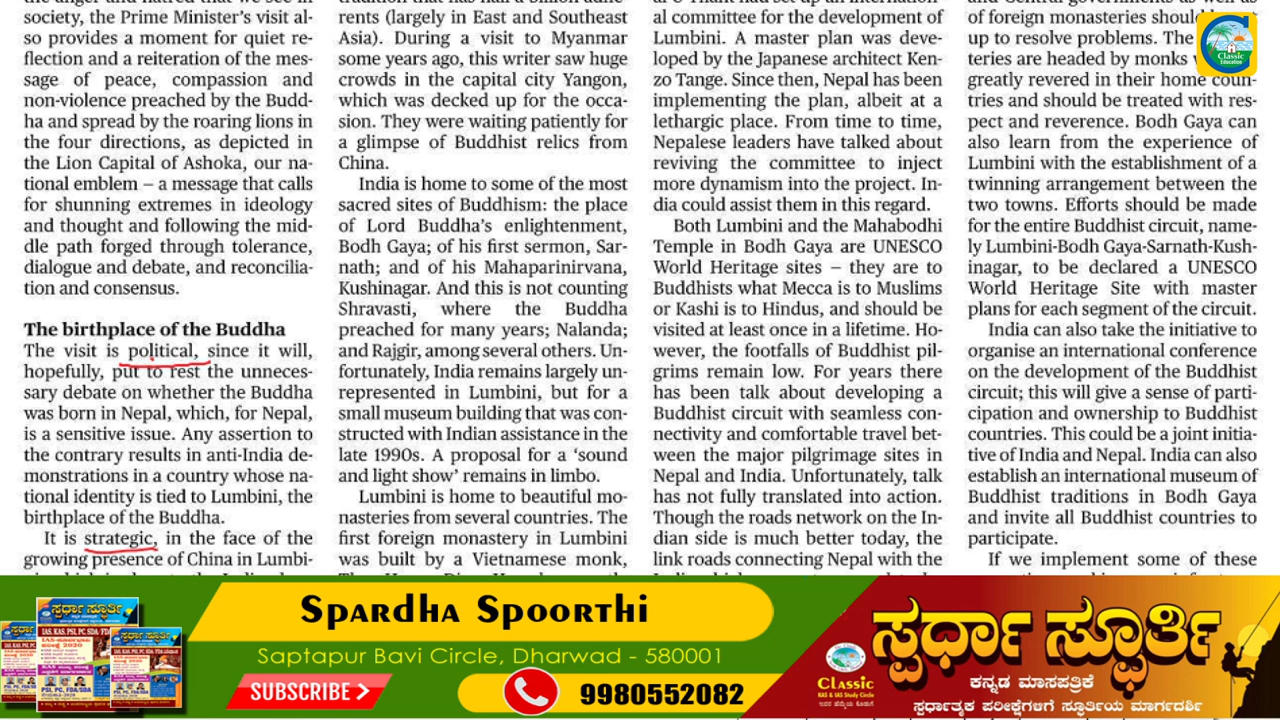 the anger and hatred that we see in
society, the Prime Minister's visit al-
so provides a moment for quiet re-
flection and a reiteration of the mes-
sage of peace, compassion and
non-violence preached by the Budd-
ha and spread by the roaring lions in
the four directions, as depicted in
the Lion Capital of Ashoka, our na-
tional emblem – a message that calls
for shunning extremes in ideology
and thought and following the mid-
dle path forged through tolerance,
dialogue and debate, and reconcilia-
tion and consensus.
The birthplace of the Buddha
The visit is political, since it will,
hopefully, put to rest the unneces-
sary debate on whether the Buddha
was born in Nepal, which, for Nepal,
is a sensitive issue. Any assertion to
the contrary results in anti-India de-
monstrations in a country whose na-
tional identity is tied to Lumbini, the
birthplace of the Buddha.
It is strategic, in the face of the
growing presence of China in Lumbi-
rents (largely in East and Southeast
Asia). During a visit to Myanmar
some years ago, this writer saw huge
crowds in the capital city Yangon,
which was decked up for the occa-
sion. They were waiting patiently for
a glimpse of Buddhist relics from
China.
India is home to some of the most
sacred sites of Buddhism: the place
of Lord Buddha's enlightenment,
Bodh Gaya; of his first sermon, Sar-
nath; and of his Mahaparinirvana,
Kushinagar. And this is not counting
Shravasti, where the Buddha
preached for many years; Nalanda;
and Rajgir, among several others. Un-
fortunately, India remains largely un-
represented in Lumbini, but for a
small museum building that was con-
structed with Indian assistance in the
late 1990s. A proposal for a 'sound
and light show' remains in limbo.
Lumbini is home to beautiful mo-
nasteries from several countries. The
first foreign monastery in Lumbini
was built by a Vietnamese monk,
al committee for the development of
Lumbini. A master plan was deve-
loped by the Japanese architect Ken-
zo Tange. Since then, Nepal has been
implementing the plan, albeit at a
lethargic place. From time to time,
Nepalese leaders have talked about
reviving the committee to inject
more dynamism into the project. In-
dia could assist them in this regard.
Both Lumbini and the Mahabodhi
Temple in Bodh Gaya are UNESCO
World Heritage sites – they are to
Buddhists what Mecca is to Muslims
or Kashi is to Hindus, and should be
visited at least once in a lifetime. Ho-
wever, the footfalls of Buddhist pil-
grims remain low. For years there
has been talk about developing a
Buddhist circuit with seamless con-
nectivity and comfortable travel bet-
ween the major pilgrimage sites in
Nepal and India. Unfortunately, talk
has not fully translated into action.
Though the roads network on the In-
dian side is much better today, the
link roads connecting Nepal with the
of foreign monasteries should
up to resolve problems. The
teries are headed by monks
greatly revered in their home coun-
tries and should be treated with res-
pect and reverence. Bodh Gaya can
also learn from the experience of
Lumbini with the establishment of a
twinning arrangement between the
two towns. Efforts should be made
for the entire Buddhist circuit, name-
ly Lumbini-Bodh Gaya-Sarnath-Kush-
inagar, to be declared a UNESCO
World Heritage Site with master
plans for each segment of the circuit.
India can also take the initiative to
organise an international conference
on the development of the Buddhist
circuit; this will give a sense of parti-
cipation and ownership to Buddhist
countries. This could be a joint initia-
tive of India and Nepal. India can also
establish an international museum of
Buddhist traditions in Bodh Gaya
and invite all Buddhist countries to
participate.
If we implement some of these
Classic
Education
Spardha Spoorthi
Saptapur Bavi Circle, Dharwad - 580001
SUBSCRIBE
9980552082
ಸ್ಪರ್ಧಾ ಸ್ಫೂರ್ತಿ
ಕನ್ನಡ ಮಾಸಪತ್ರಿಕೆ
ಸ್ಪರ್ಧಾತ್ಮಕ ಪರೀಕ್ಷೆಗಳಿಗೆ ಸ್ಫೂರ್ತಿಯ ಮಾರ್ಗದರ್ಶಿ
Classic
KAS & IAS Study Circle